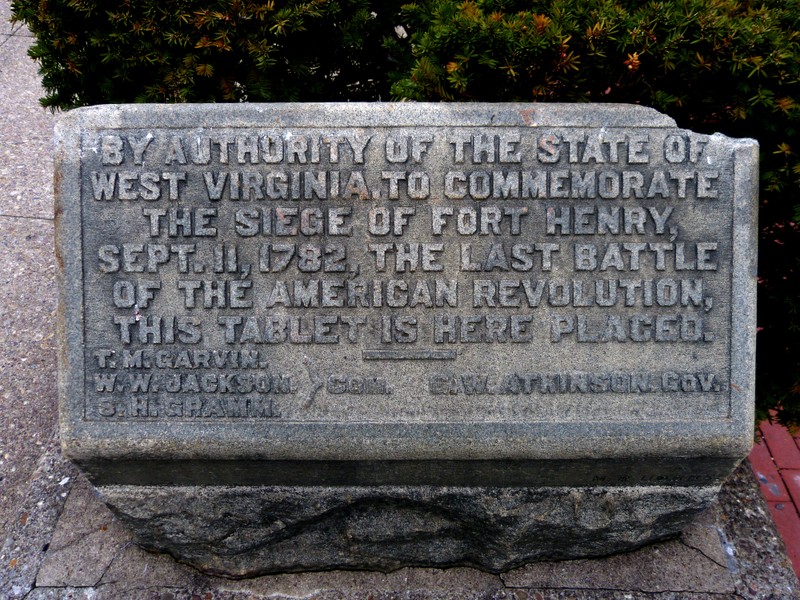 BY AUTHORITY OF THE STATE OF
WEST VIRGINIA, TO COMMEMORATE
THE SIEGE OF FORT HENRY,
SEPT. 11, 1782, THE LAST BATTLE
OF THE AMERICAN REVOLUTION,
THIS TABLET IS HERE PLACED.
T. M. GARVIN.
W. W. JACKSON. COM. G. W. ATKINSON. GOV.
S. H. GRAMM.